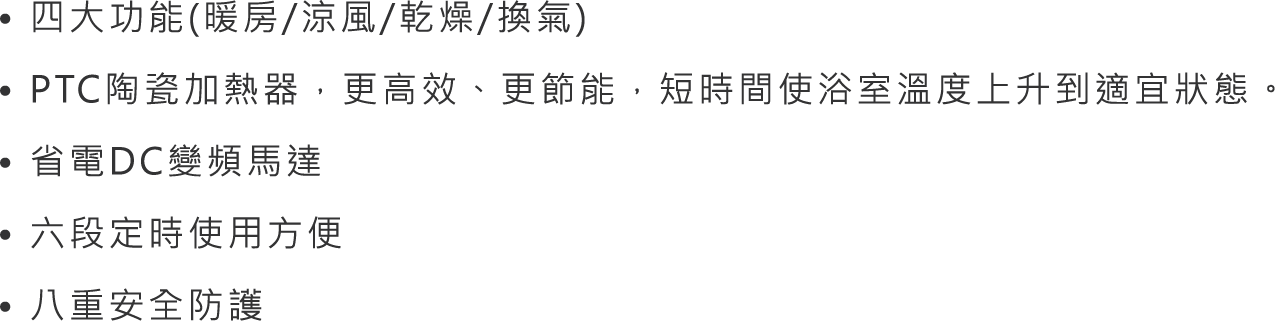 • 四大功能(暖房/涼風/乾燥/換氣)
• PTC陶瓷加熱器，更高效、更節能，短時間使浴室溫度上升到適宜狀態。
• 省電DC變頻馬達
• 六段定時使用方便
• 八重安全防護